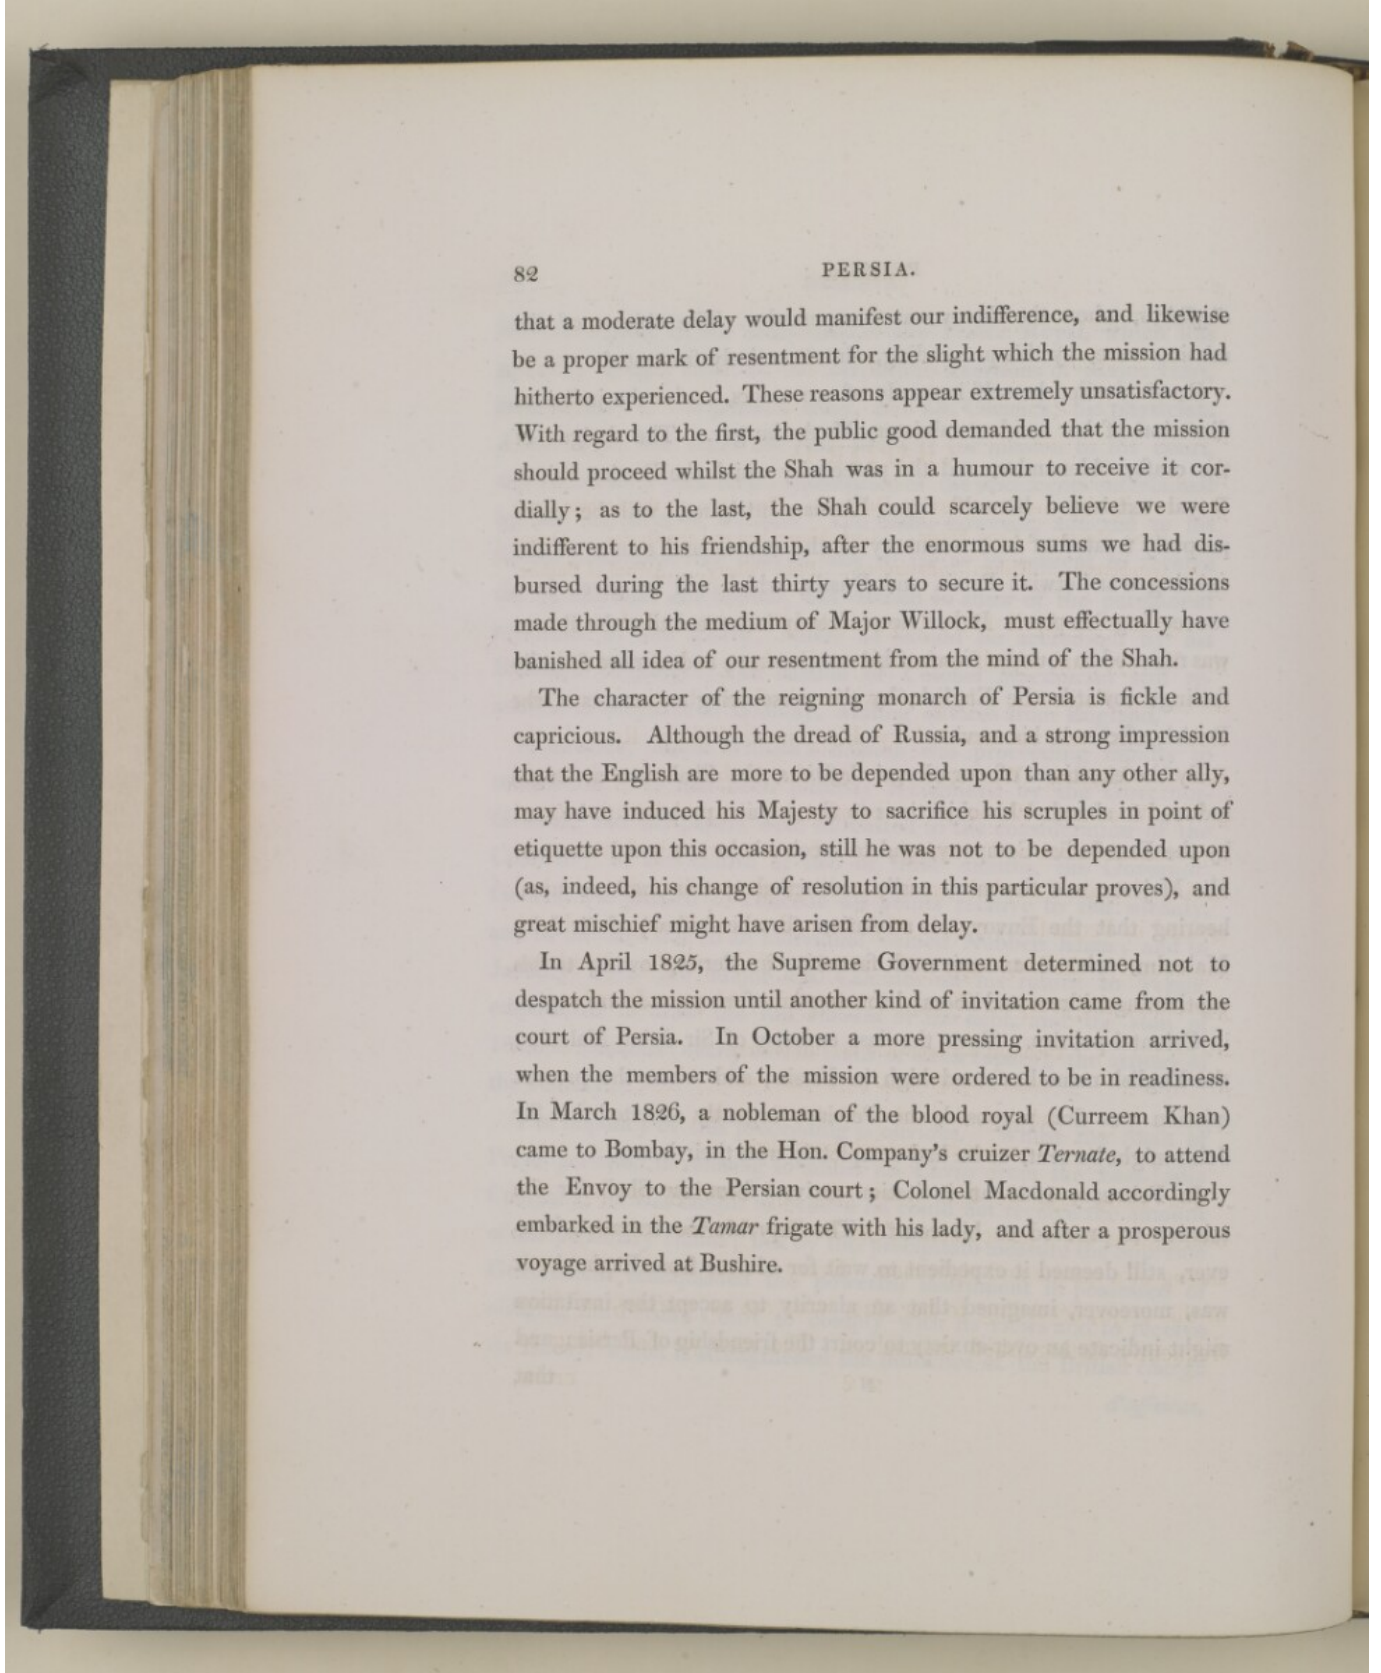 82 PERSIA.
that a moderate delay would manifest our indifference, and likewise
be a proper mark of resentment for the slight which the mission had
hitherto experienced. These reasons appear extremely unsatisfactory.
With regard to the first, the public good demanded that the mission
should proceed whilst the Shah was in a humour to receive it cor-
dially; as to the last, the Shah could scarcely believe we were
indifferent to his friendship, after the enormous sums we had dis-
bursed during the last thirty years to secure it. The concessions
made through the medium of Major Willock, must effectually have
banished all idea of our resentment from the mind of the Shah.
The character of the reigning monarch of Persia is fickle and
capricious. Although the dread of Russia, and a strong impression
that the English are more to be depended upon than any other ally,
may have induced his Majesty to sacrifice his scruples in point of
etiquette upon this occasion, still he was not to be depended upon
(as, indeed, his change of resolution in this particular proves), and
great mischief might have arisen from delay.
In April 1825, the Supreme Government determined not to
despatch the mission until another kind of invitation came from the
court of Persia. In October a more pressing invitation arrived,
when the members of the mission were ordered to be in readiness.
In March 1826, a nobleman of the blood royal (Curreem Khan)
came to Bombay, in the Hon. Company's cruizer Ternate, to attend
the Envoy to the Persian court; Colonel Macdonald accordingly
embarked in the Tamar frigate with his lady, and after a prosperous
voyage arrived at Bushire.